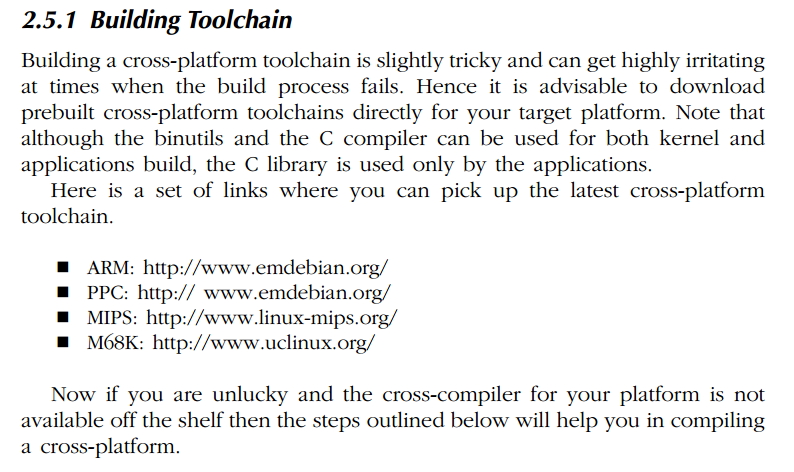 2.5.1 Building Toolchain
Building a cross-platform toolchain is slightly tricky and can get highly irritating
at times when the build process fails. Hence it is advisable to download
prebuilt cross-platform toolchains directly for your target platform. Note that
although the binutils and the C compiler can be used for both kernel and
applications build, the C library is used only by the applications.
Here is a set of links where you can pick up the latest cross-platform
toolchain.
■ ARM: http://www.emdebian.org/
■ PPC: http:// www.emdebian.org/
■ MIPS: http://www.linux-mips.org/
■ M68K: http://www.uclinux.org/
Now if you are unlucky and the cross-compiler for your platform is not
available off the shelf then the steps outlined below will help you in compiling
a cross-platform.